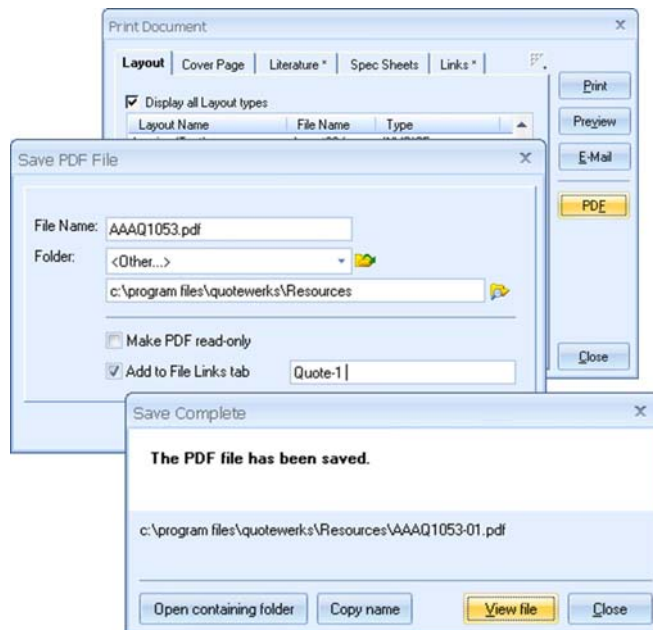 Print Document
Layout Cover Page Literature * Spec Sheets Links *
Print
Display all Layout types
Layout Name File Name Type
Preview
Save PDF File
E-Mail
PDF
File Name: AAAQ1053.pdf
Folder: <Other...>
c:\program files\quotewerks\Resources
Make PDF read-only
Close
Add to File Links tab Quote-1
Save Complete
The PDF file has been saved.
c:\program files\quotewerks\Resources\AAAQ1053-01.pdf
Open containing folder Copy name View file Close